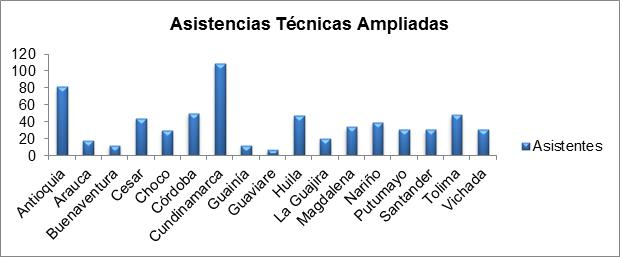 Asistencias Técnicas Ampliadas
120
100
80
60
40
20
0
Antioquia
Arauca
Buenaventura
Cesar
Choco
Córdoba
Cundinamarca
Guainía
Guaviare
Huila
La Guajira
Magdalena
Nariño
Putumayo
Santander
Tolima
Vichada
Asistentes